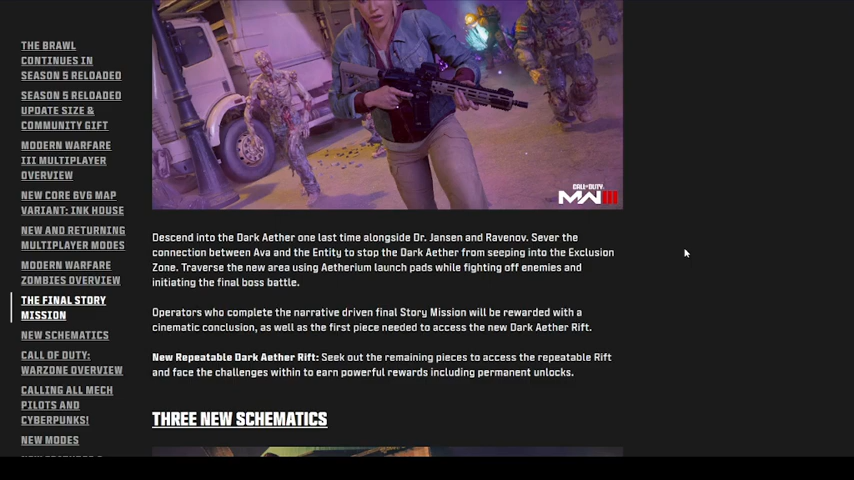 THE BRAWL
CONTINUES IN
SEASON 5 RELOADED
SEASON 5 RELOADED
UPDATE SIZE &
COMMUNITY GIFT
MODERN WARFARE
III MULTIPLAYER
OVERVIEW
NEW CORE 6V6 MAP
VARIANT: INK HOUSE
NEW AND RETURNING
MULTIPLAYER MODES
MODERN WARFARE
ZOMBIES OVERVIEW
THE FINAL STORY
MISSION
NEW SCHEMATICS
CALL OF DUTY:
WARZONE OVERVIEW
CALLING ALL MECH
PILOTS AND
CYBERPUNKS!
NEW MODES
CALL OF DUTY
MWIII
Descend into the Dark Aether one last time alongside Dr. Jansen and Ravenov. Sever the
connection between Ava and the Entity to stop the Dark Aether from seeping into the Exclusion
Zone. Traverse the new area using Aetherium launch pads while fighting off enemies and
initiating the final boss battle.
Operators who complete the narrative driven final Story Mission will be rewarded with a
cinematic conclusion, as well as the first piece needed to access the new Dark Aether Rift.
New Repeatable Dark Aether Rift: Seek out the remaining pieces to access the repeatable Rift
and face the challenges within to earn powerful rewards including permanent unlocks.
THREE NEW SCHEMATICS